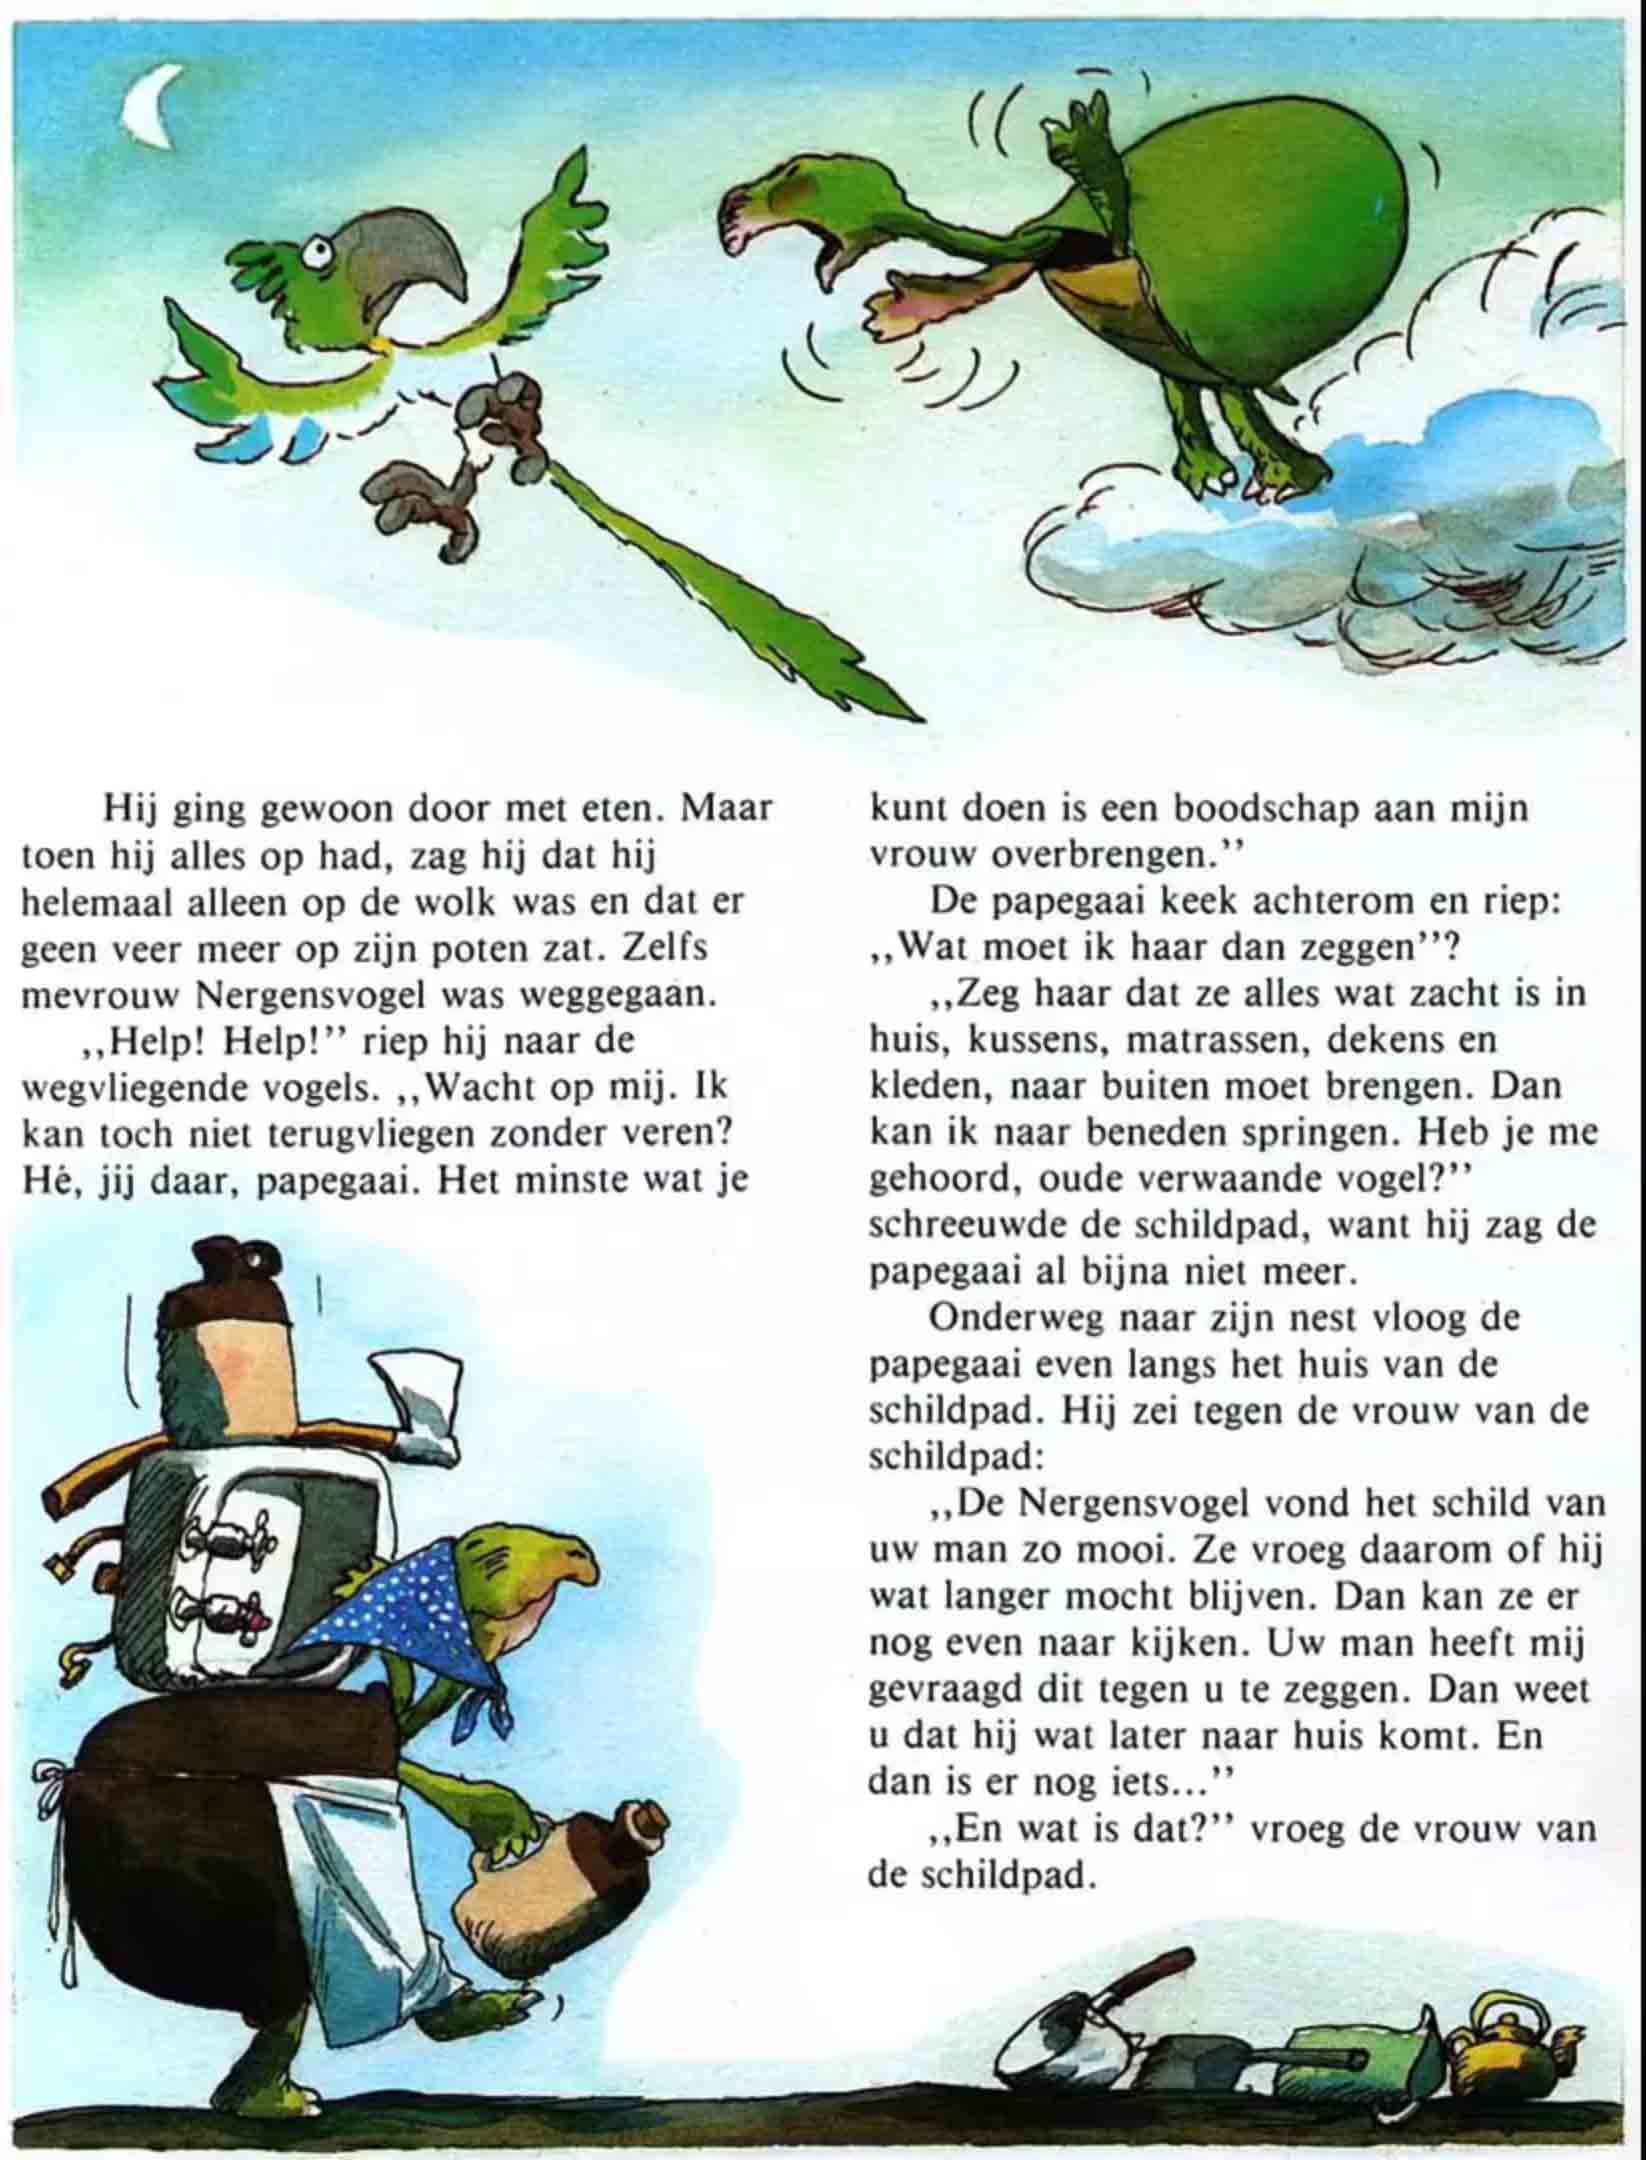 Hij ging gewoon door met eten. Maar
toen hij alles op had, zag hij dat hij
helemaal alleen op de wolk was en dat er
geen veer meer op zijn poten zat. Zelfs
mevrouw Nergensvogel was weggegaan.
,,Help! Help!’’ riep hij naar de
wegvliegende vogels. ,,Wacht op mij. Ik
kan toch niet terugvliegen zonder veren?
Hé, jij daar, papegaai. Het minste wat je
kunt doen is een boodschap aan mijn
vrouw overbrengen.’’
De papegaai keek achterom en riep:
,,Wat moet ik haar dan zeggen’’?
,,Zeg haar dat ze alles wat zacht is in
huis, kussens, matrassen, dekens en
kleden, naar buiten moet brengen. Dan
kan ik naar beneden springen. Heb je me
gehoord, oude verwaande vogel?’’
schreeuwde de schildpad, want hij zag de
papegaai al bijna niet meer.
Onderweg naar zijn nest vloog de
papegaai even langs het huis van de
schildpad. Hij zei tegen de vrouw van de
schildpad:
,,De Nergensvogel vond het schild van
uw man zo mooi. Ze vroeg daarom of hij
wat langer mocht blijven. Dan kan ze er
nog even naar kijken. Uw man heeft mij
gevraagd dit tegen u te zeggen. Dan weet
u dat hij wat later naar huis komt. En
dan is er nog iets...’’
,,En wat is dat?’’ vroeg de vrouw van
de schildpad.